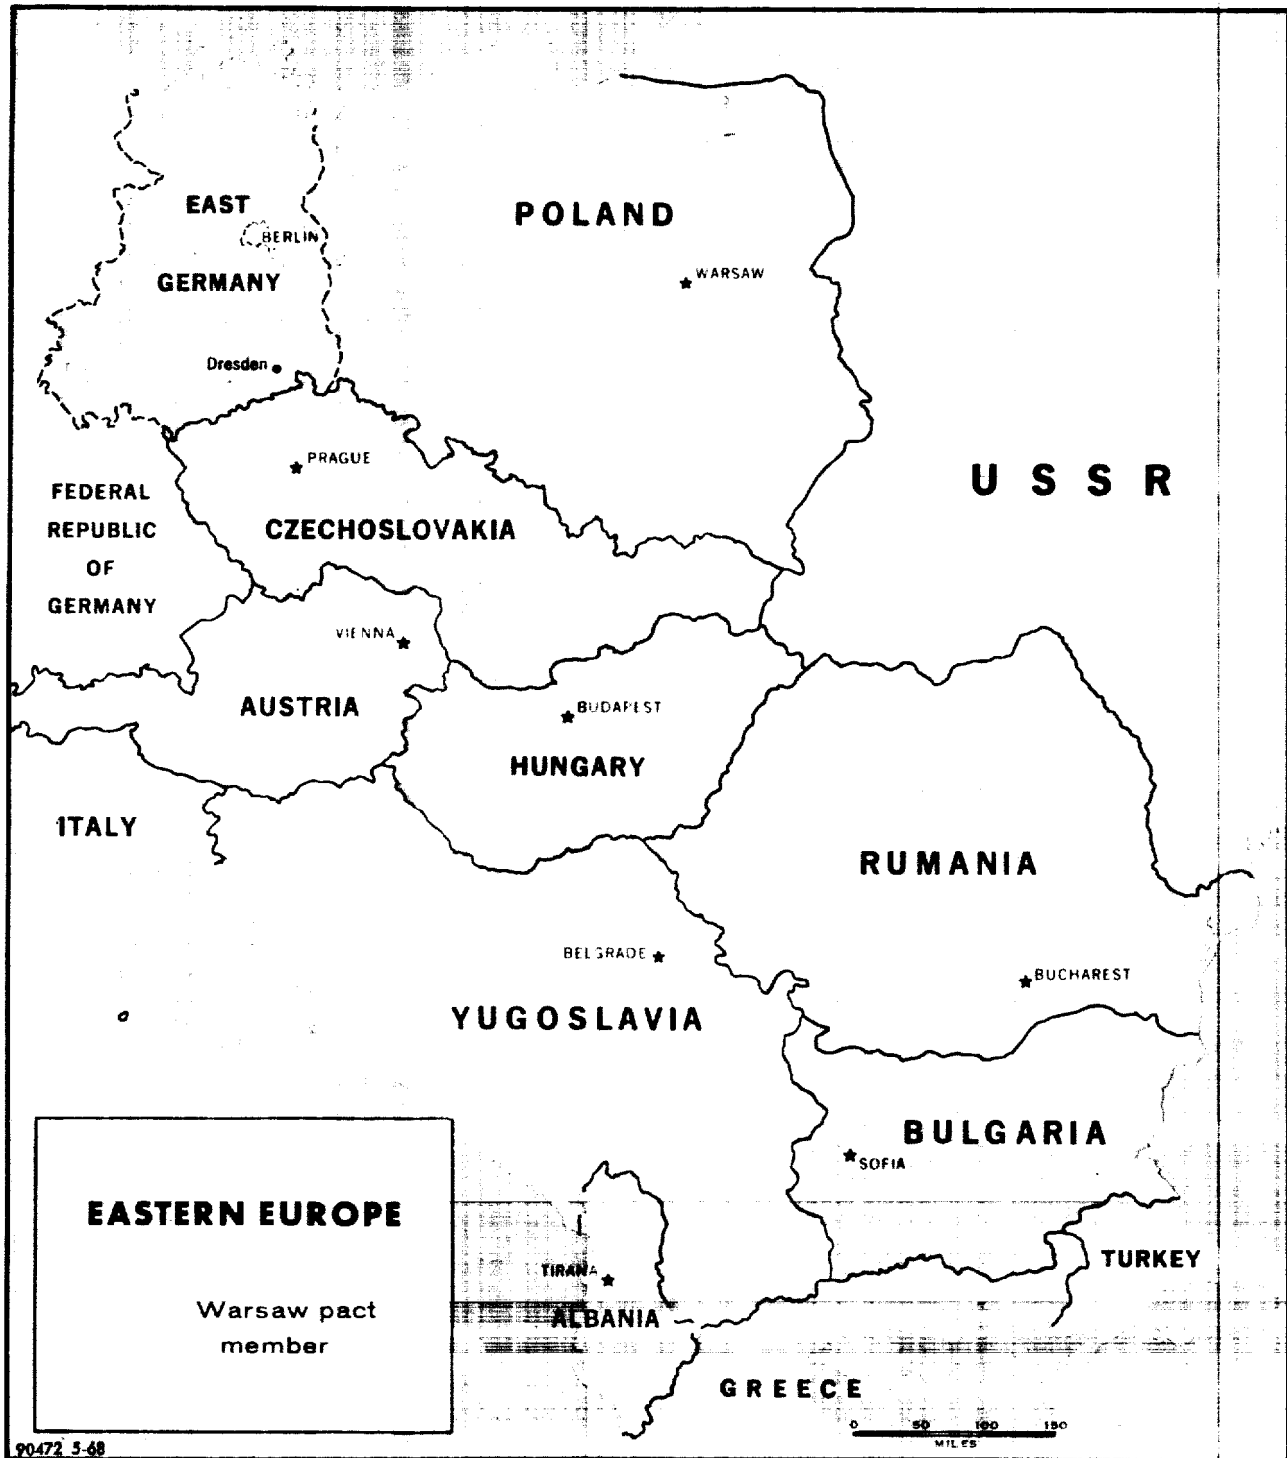 EAST
BERLIN
GERMANY
Dresden
POLAND
WARSAW
PRAGUE
CZECHOSLOVAKIA
USSR
FEDERAL
REPUBLIC
OF
GERMANY
VIENNA
AUSTRIA
BUDAPEST
HUNGARY
ITALY
RUMANIA
BELGRADE
BUCHAREST
YUGOSLAVIA
BULGARIA
SOFIA
EASTERN EUROPE
Warsaw pact
member
TIRANA
ALBANIA
TURKEY
GREECE
0 50 100 150
MILES
90472 5-68